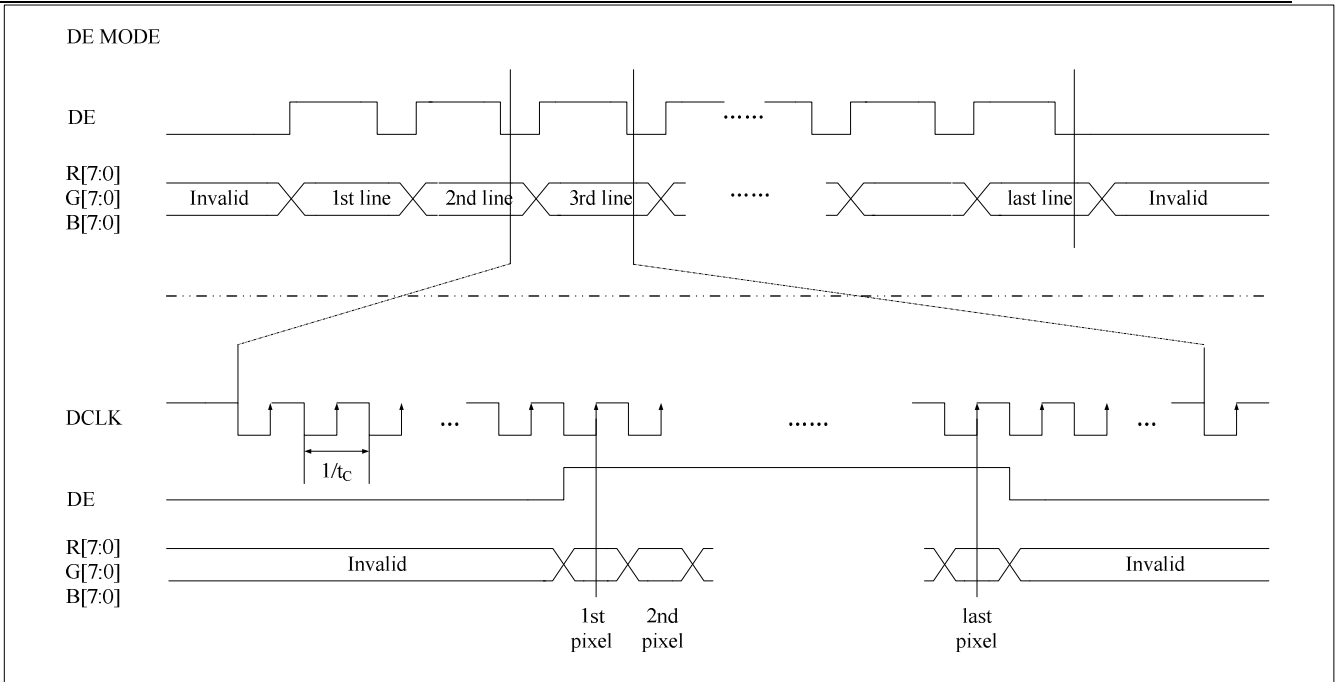 DE MODE
DE
......
R[7:0]
G[7:0]
B[7:0]
Invalid
1st line
2nd line
3rd line
......
last line
Invalid
DCLK
...
......
...
1/tC
DE
R[7:0]
G[7:0]
B[7:0]
Invalid
Invalid
1st
pixel
2nd
pixel
last
pixel